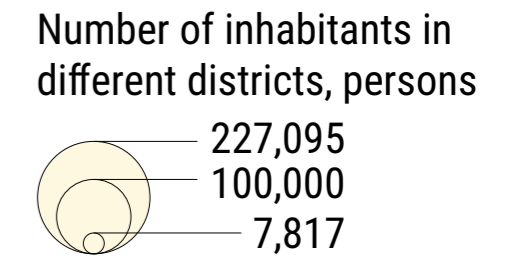 Number of inhabitants in
different districts, persons
227,095
100,000
7,817